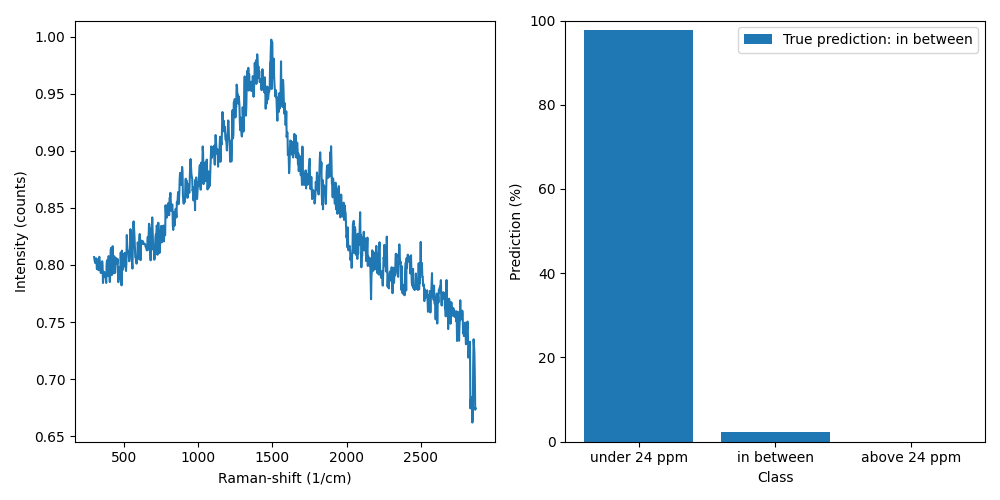 1.00
0.95
0.90
0.85
0.80
0.75
0.70
0.65
Intensity (counts)
500 1000 1500 2000 2500
Raman-shift (1/cm)
True prediction: in between
100
80
60
40
20
0
Prediction (%)
under 24 ppm in between above 24 ppm
Class